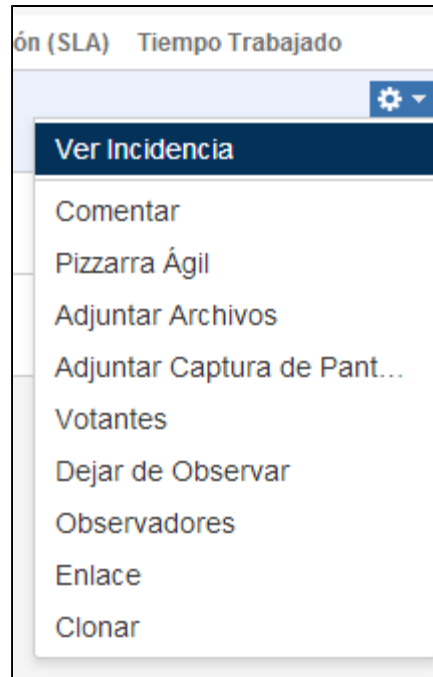 ón (SLA) Tiempo Trabajado
Ver Incidencia
Comentar
Pizzarra Ágil
Adjuntar Archivos
Adjuntar Captura de Pant...
Votantes
Dejar de Observar
Observadores
Enlace
Clonar